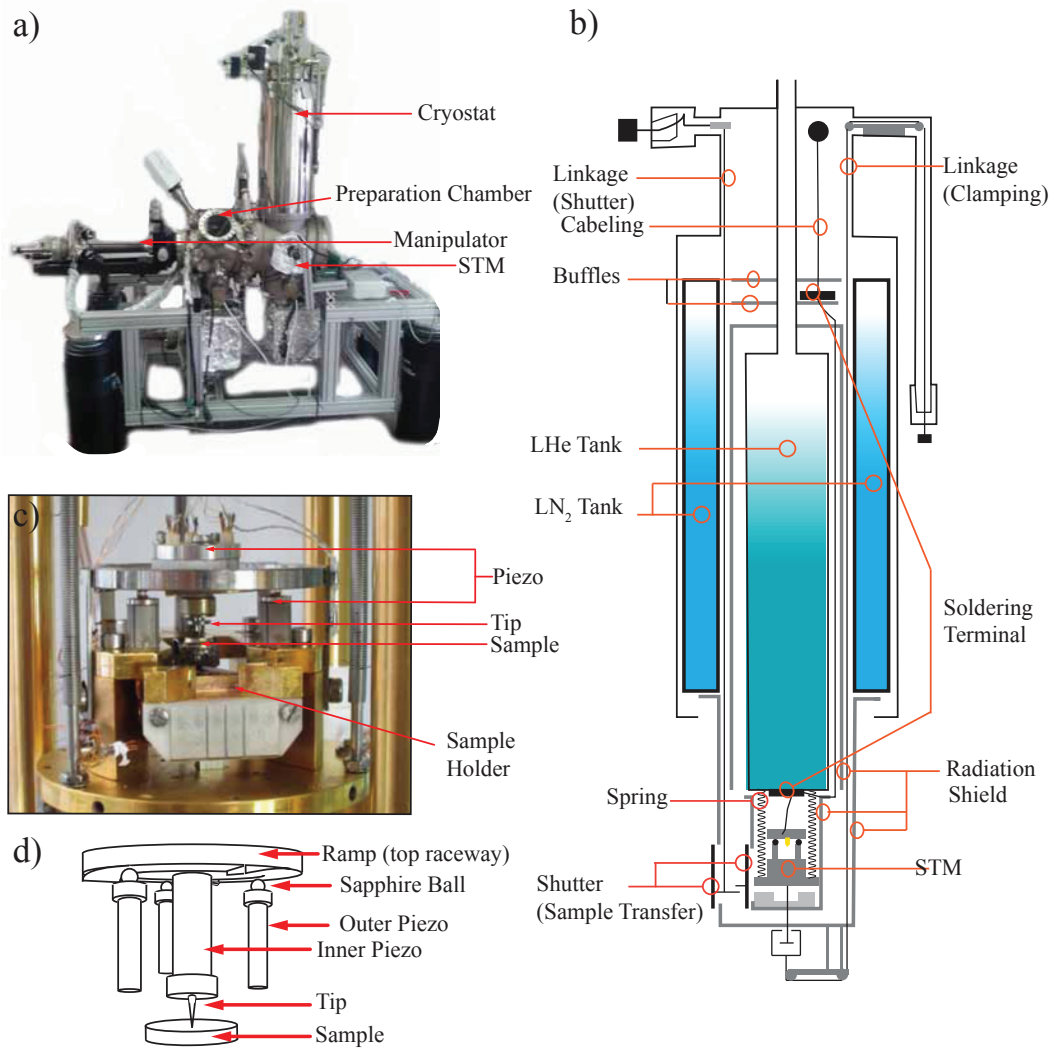 a)
Cryostat
Preparation Chamber
Manipulator
STM
b)
Linkage
(Shutter)
Cabeling
Linkage
(Clamping)
Buffles
LHe Tank
LN₂ Tank
Soldering
Terminal
Spring
Radiation
Shield
Shutter
(Sample Transfer)
STM
c)
Piezo
Tip
Sample
Sample
Holder
d)
Ramp (top raceway)
Sapphire Ball
Outer Piezo
Inner Piezo
Tip
Sample